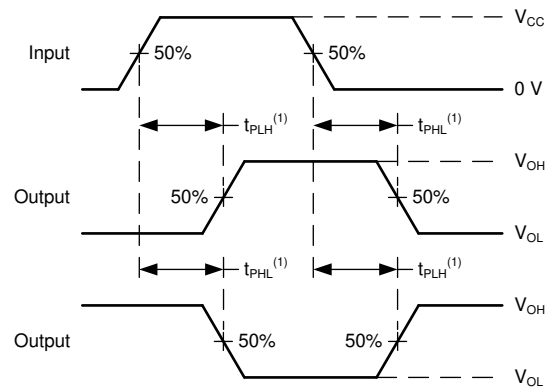 V_CC
Input 50% 50%
0 V
t_PLH^(1) t_PHL^(1)
V_OH
Output 50% 50%
V_OL
t_PHL^(1) t_PLH^(1)
V_OH
Output 50% 50%
V_OL